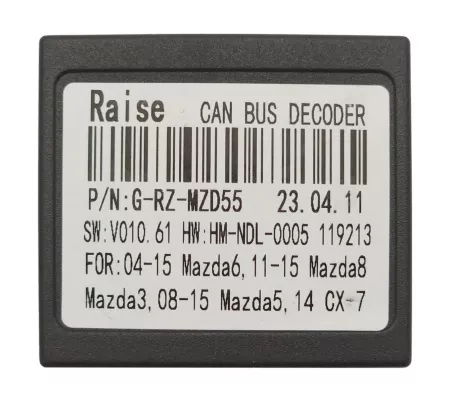 Raise CAN BUS DECODER
P/N:G-RZ-MZD55 23.04.11
SW:V010.61 HW:HM-NDL-0005 119213
FOR:04-15 Mazda6,11-15 Mazda8
Mazda3,08-15 Mazda5,14 CX-7